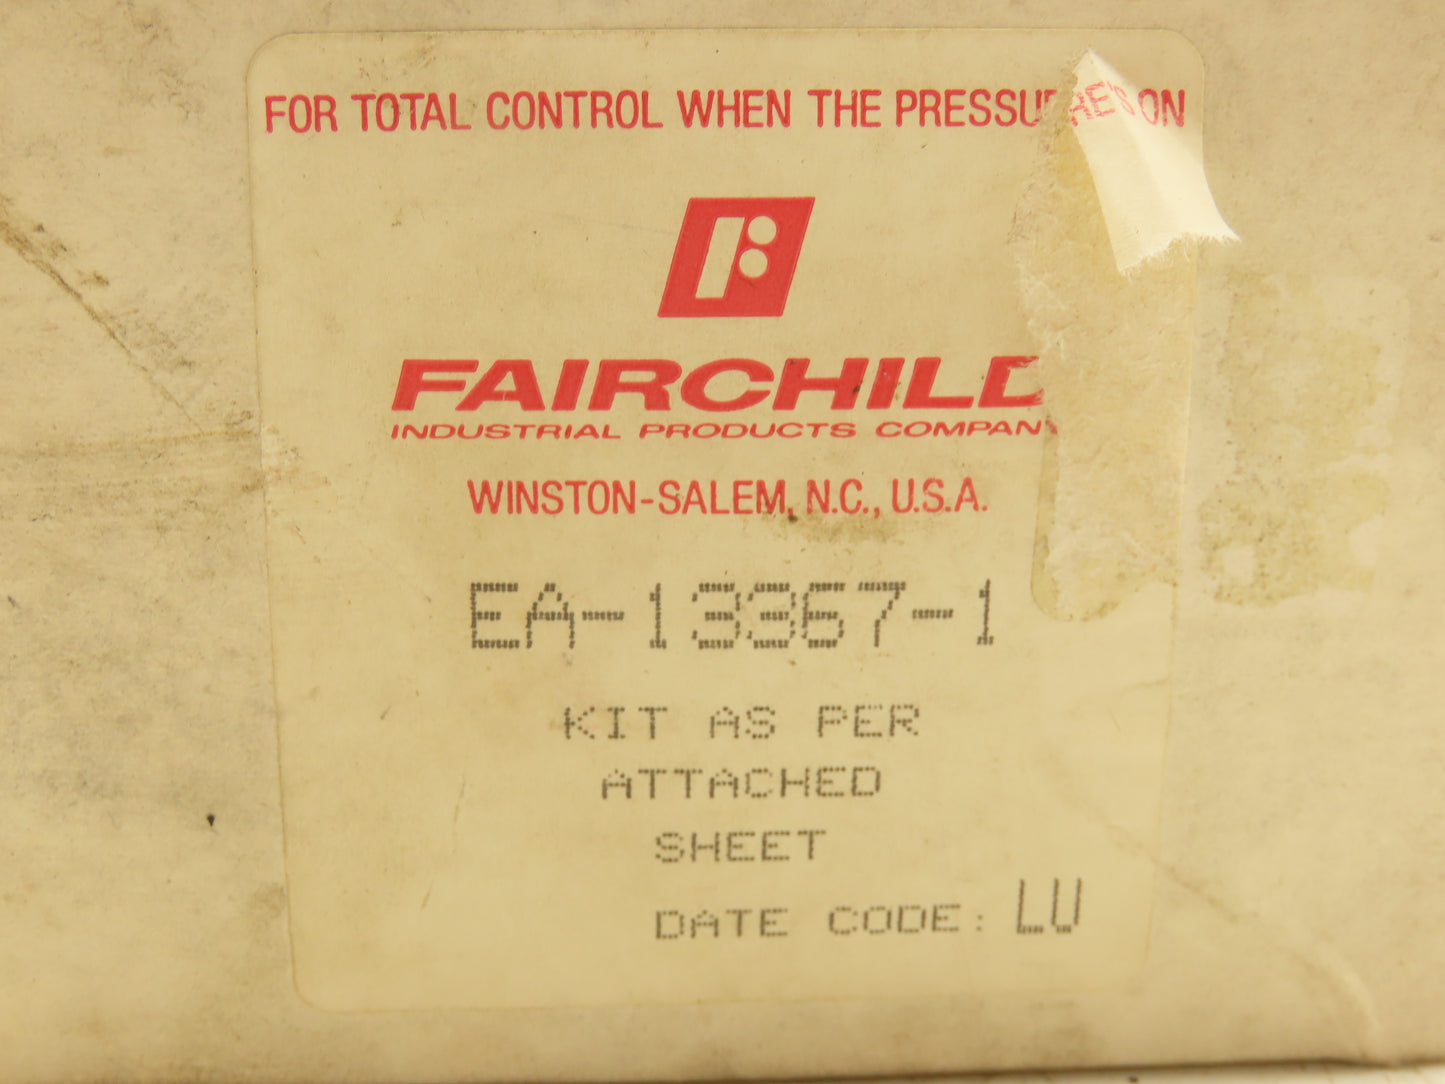 FOR TOTAL CONTROL WHEN THE PRESSURE'S ON
FAIRCHILD
INDUSTRIAL PRODUCTS COMPANY
WINSTON-SALEM, N.C., U.S.A.
EA-13367-1
KIT AS PER
ATTACHED
SHEET
DATE CODE: LU